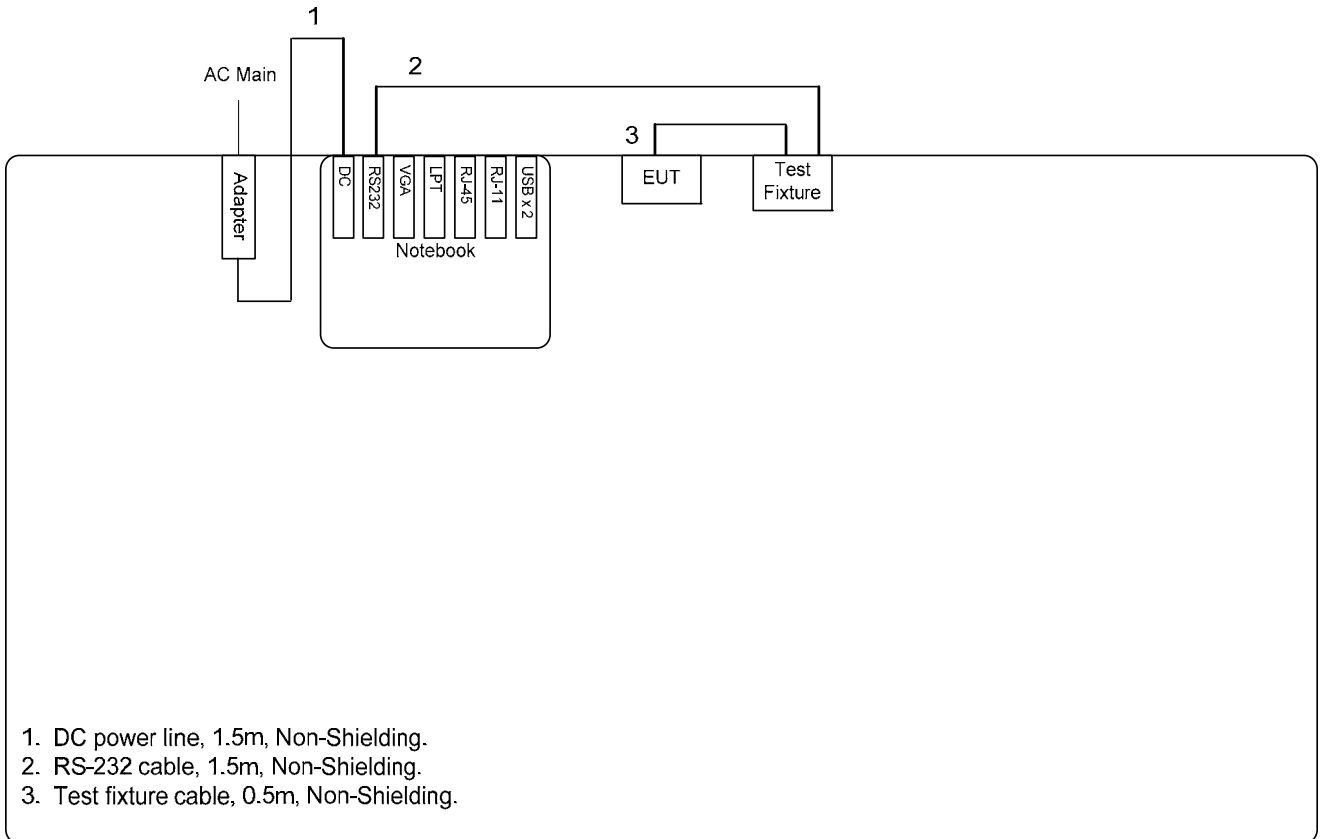 1
AC Main
2
3
Adapter
DC
RS232
VGA
LPT
RJ-45
RJ-11
USB x 2
Notebook
EUT
Test
Fixture
1. DC power line, 1.5m, Non-Shielding.
2. RS-232 cable, 1.5m, Non-Shielding.
3. Test fixture cable, 0.5m, Non-Shielding.